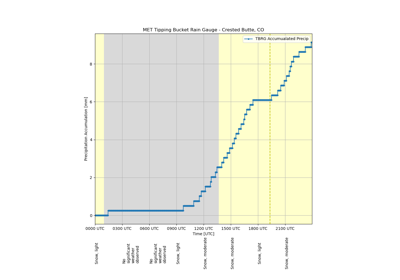 MET Tipping Bucket Rain Gauge - Crested Butte, CO
TBRG Accumualated Precip
Precipitation Accumulation [mm]
8
6
4
2
0
0000 UTC
0300 UTC
0600 UTC
0900 UTC
1200 UTC
1500 UTC
1800 UTC
2100 UTC
Time [UTC]
Snow, light
No
significant
weather
observed
No
significant
weather
observed
Snow, light
Snow, moderate
Snow, moderate
Snow, light
Snow, moderate